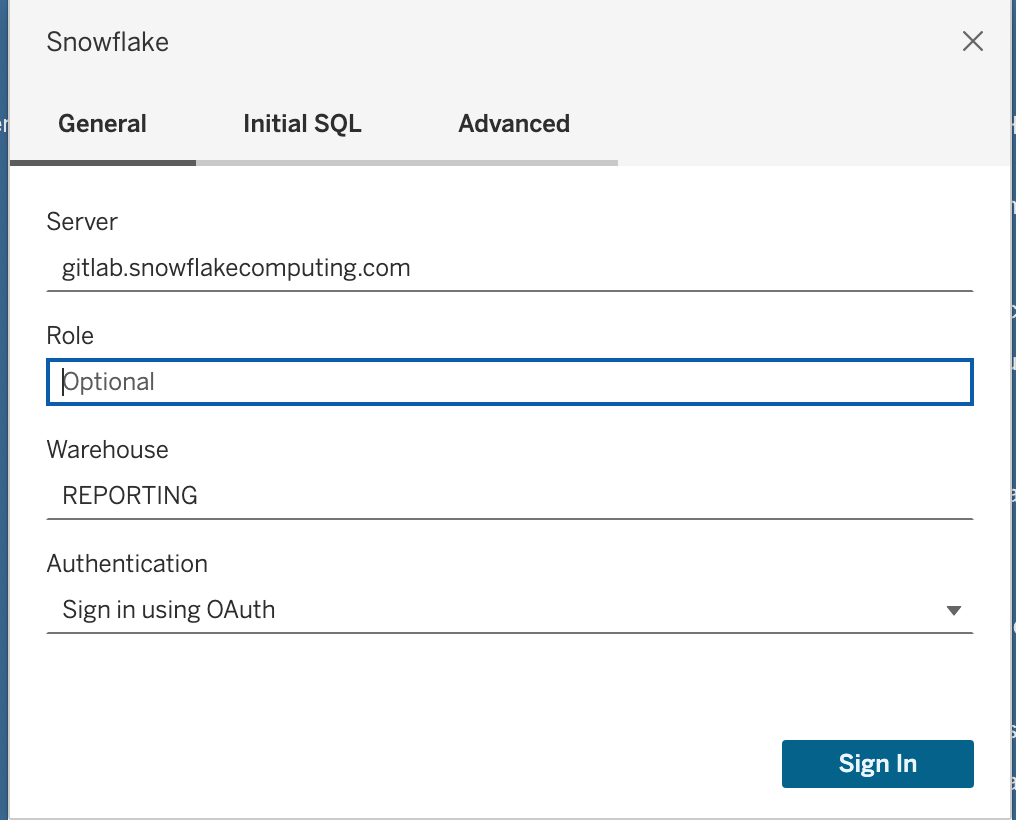 Snowflake
General Initial SQL Advanced
Server
gitlab.snowflakecomputing.com
Role
Optional
Warehouse
REPORTING
Authentication
Sign in using OAuth
Sign In